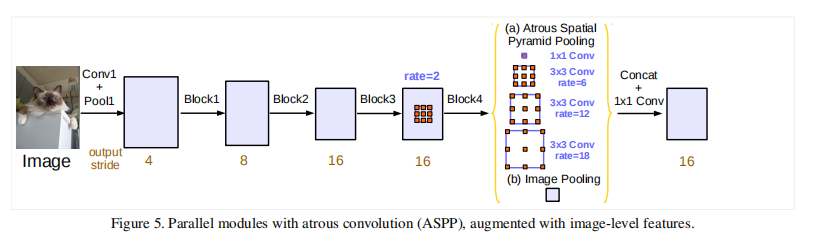 (a) Atrous Spatial
Pyramid Pooling
1x1 Conv
3x3 Conv
rate=6
3x3 Conv
rate=12
3x3 Conv
rate=18
(b) Image Pooling
Conv1
+
Pool1
Block1
Block2
Block3
rate=2
Block4
Concat
+
1x1 Conv
Image
output
stride
4
8
16
16
16
Figure 5. Parallel modules with atrous convolution (ASPP), augmented with image-level features.